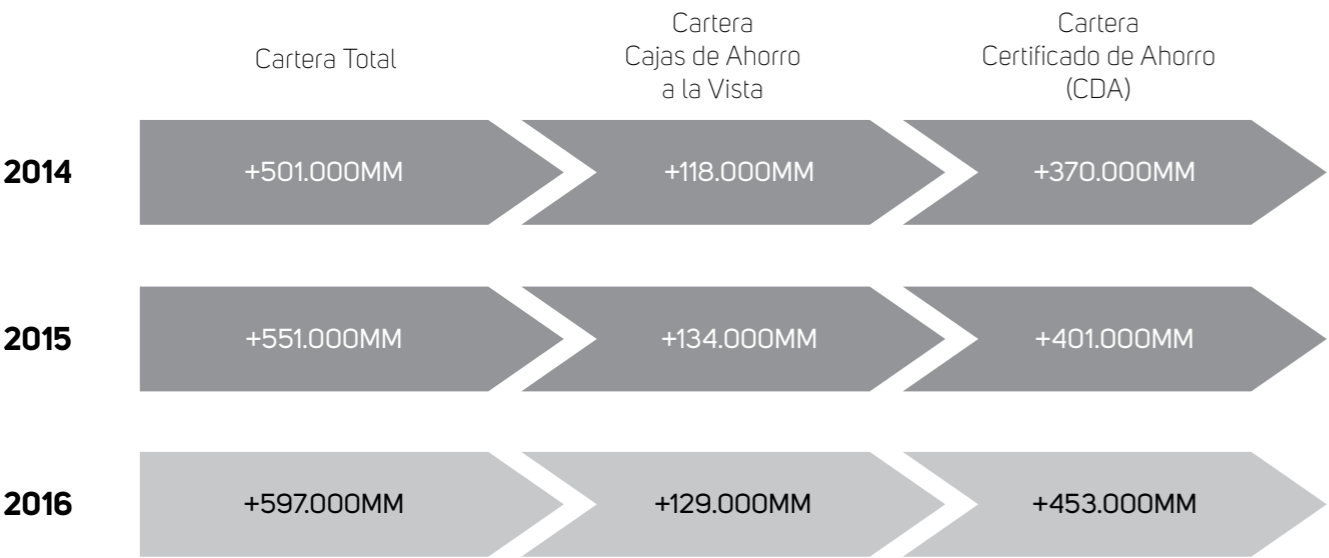 Cartera Total
Cartera
Cajas de Ahorro
a la Vista
Cartera
Certificado de Ahorro
(CDA)
2014
+501.000MM
+118.000MM
+370.000MM
2015
+551.000MM
+134.000MM
+401.000MM
2016
+597.000MM
+129.000MM
+453.000MM